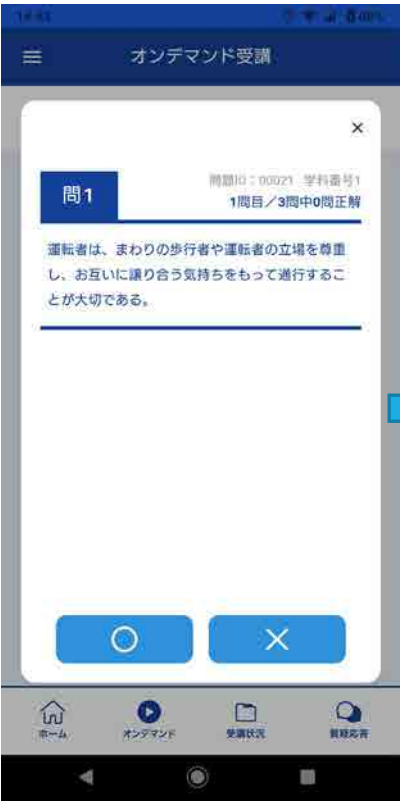 オンデマンド受講
×
問1
問題ID：00021 学科番号1
1問目／3問中0問正解
運転者は、まわりの歩行者や運転者の立場を尊重
し、お互いに譲り合う気持ちをもって通行するこ
とが大切である。
○ ×
ホーム オンデマンド 受講状況 質疑応答